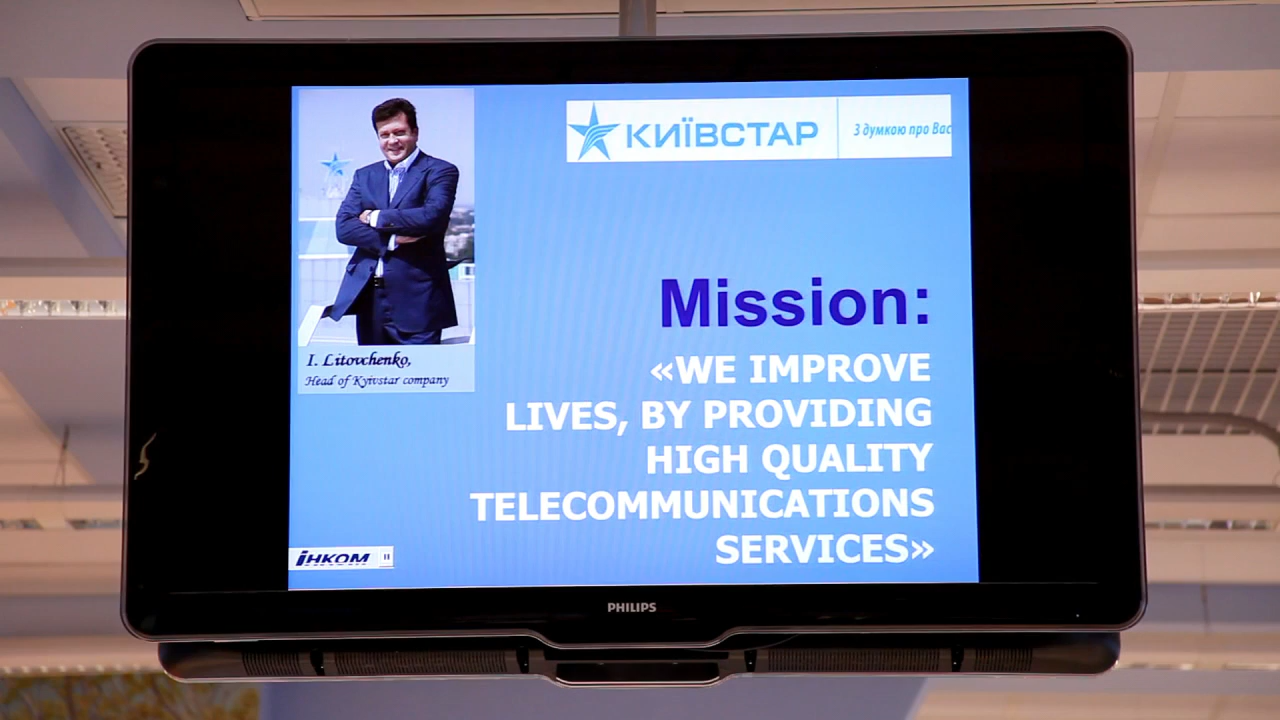 КИЇВСТАР
З думкою про Вас
Mission:
«WE IMPROVE
LIVES, BY PROVIDING
HIGH QUALITY
TELECOMMUNICATIONS
SERVICES»
I. Litovchenko,
Head of Kyivstar company
інком
PHILIPS